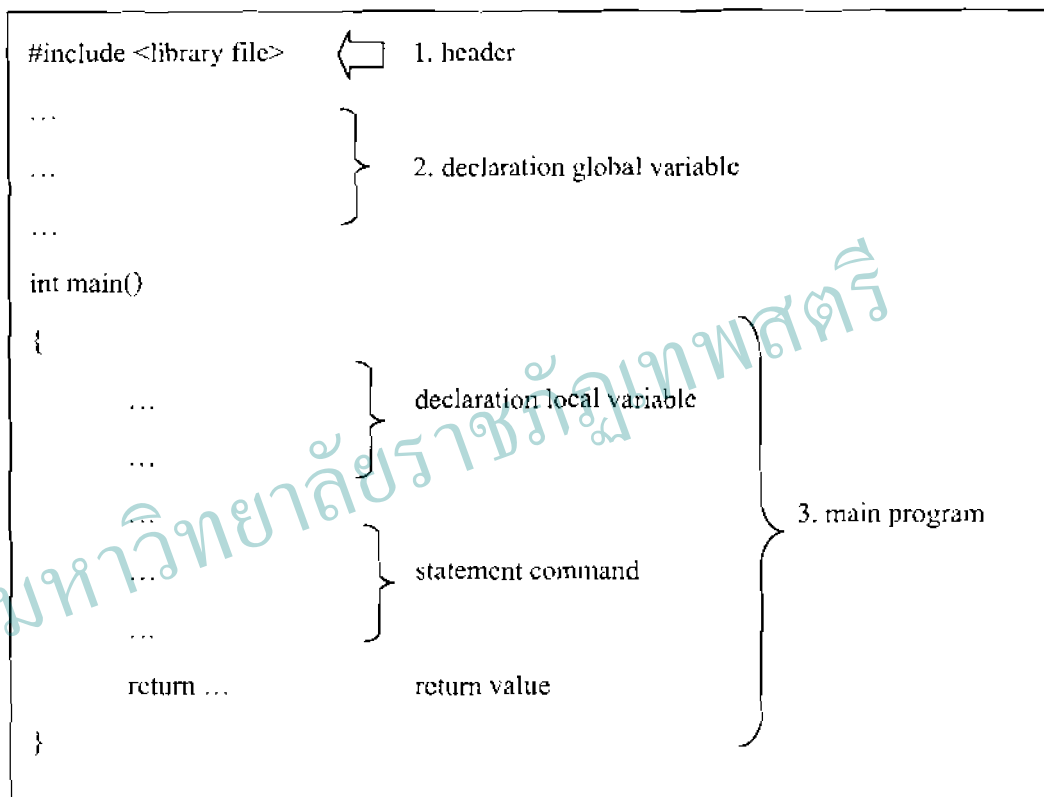 #include <library file> 1. header
...
... 2. declaration global variable
...
int main()
{
... declaration local variable
...
... 3. main program
... statement command
...
return ... return value
}
มหาวิทยาลัยราชภัฏเทพสตรี